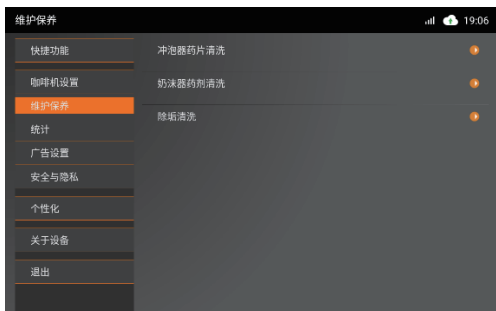 维护保养 19:06
快捷功能
咖啡机设置
维护保养
统计
广告设置
安全与隐私
个性化
关于设备
退出
冲泡器药片清洗
奶沫器药剂清洗
除垢清洗